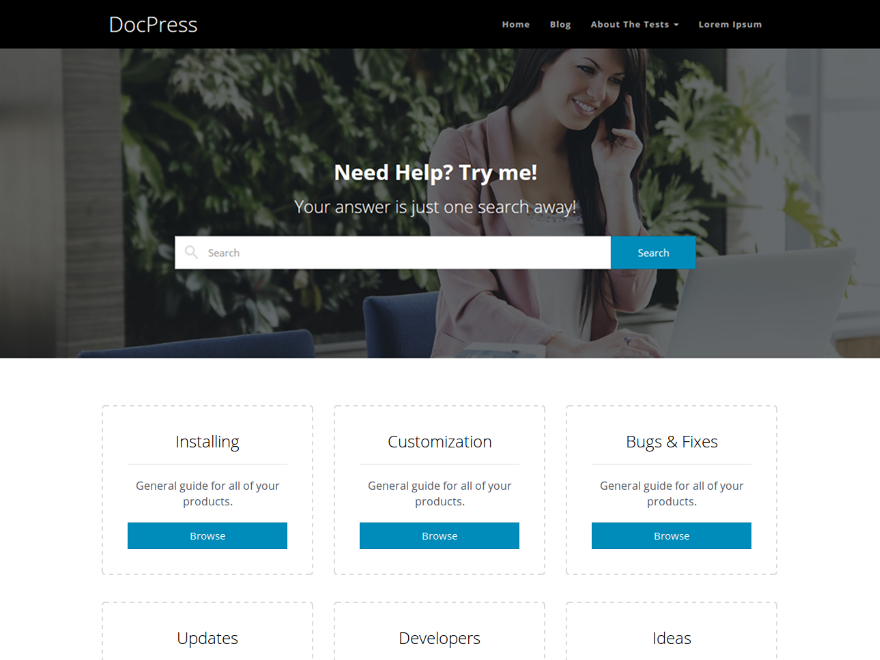 DocPress
Home Blog About The Tests Lorem Ipsum
Need Help? Try me!
Your answer is just one search away!
Search Search
Installing Customization Bugs & Fixes
General guide for all of your General guide for all of your General guide for all of your
products. products. products.
Browse Browse Browse
Updates Developers Ideas